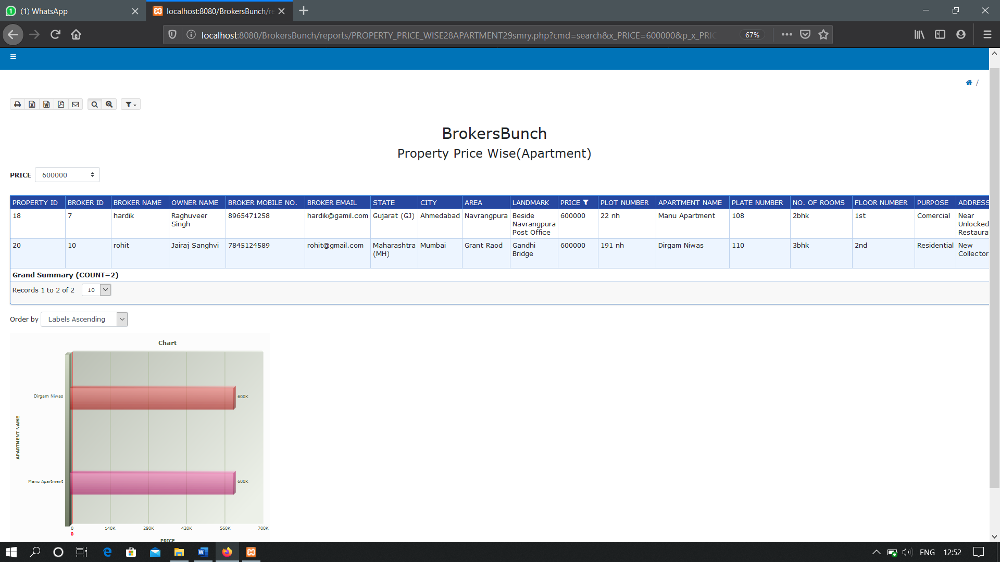 (1) WhatsApp
localhost:8080/BrokersBunch/re
localhost:8080/BrokersBunch/reports/PROPERTY_PRICE_WISE28APARTMENT29smry.php?cmd=search&x_PRICE=600000&p_x_PRIC
67%
/
BrokersBunch
Property Price Wise(Apartment)
PRICE 600000
PROPERTY ID BROKER ID BROKER NAME OWNER NAME BROKER MOBILE NO. BROKER EMAIL STATE CITY AREA LANDMARK PRICE PLOT NUMBER APARTMENT NAME PLATE NUMBER NO. OF ROOMS FLOOR NUMBER PURPOSE ADDRESS
18 7 hardik Raghuveer 8965471258 hardik@gamil.com Gujarat (GJ) Ahmedabad Navrangpura Beside 600000 22 nh Manu Apartment 108 2bhk 1st Comercial Near
Singh Navrangpura Unlocked
Post Office Restaura
20 10 rohit Jairaj Sanghvi 7845124589 rohit@gmail.com Maharashtra Mumbai Grant Raod Gandhi 600000 191 nh Dirgam Niwas 110 3bhk 2nd Residential New
(MH) Bridge Collector
Grand Summary (COUNT=2)
Records 1 to 2 of 2 10
Order by Labels Ascending
Chart
Dirgam Niwas 600K
APARTMENT NAME
Manu Apartment 600K
0 140K 280K 420K 560K 700K
0
PRICE
ENG 12:52